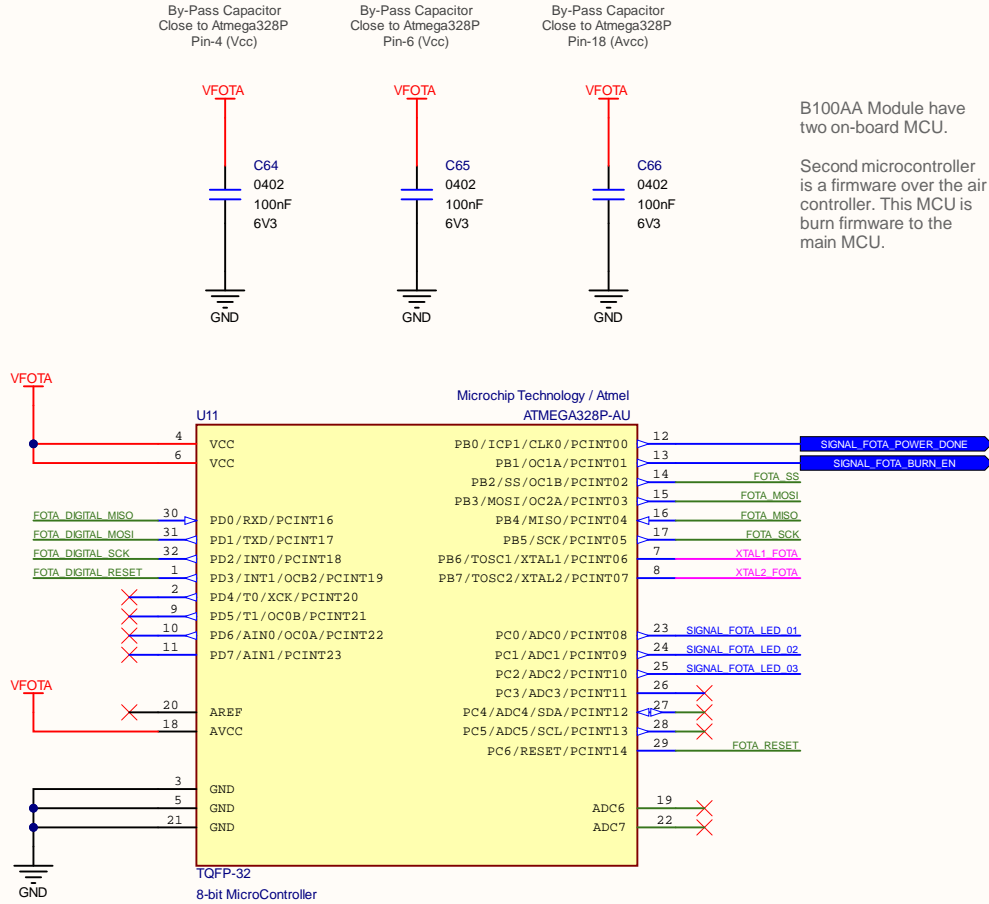 By-Pass Capacitor
Close to Atmega328P
Pin-4 (Vcc)
By-Pass Capacitor
Close to Atmega328P
Pin-6 (Vcc)
By-Pass Capacitor
Close to Atmega328P
Pin-18 (Avcc)
VFOTA
C64
0402
100nF
6V3
GND
VFOTA
C65
0402
100nF
6V3
GND
VFOTA
C66
0402
100nF
6V3
GND
B100AA Module have
two on-board MCU.
Second microcontroller
is a firmware over the air
controller. This MCU is
burn firmware to the
main MCU.
VFOTA
Microchip Technology / Atmel
U11
ATMEGA328P-AU
4 VCC
6 VCC
FOTA_DIGITAL_MISO 30 PD0/RXD/PCINT16
FOTA_DIGITAL_MOSI 31 PD1/TXD/PCINT17
FOTA_DIGITAL_SCK 32 PD2/INT0/PCINT18
FOTA_DIGITAL_RESET 1 PD3/INT1/OCB2/PCINT19
2 PD4/T0/XCK/PCINT20
9 PD5/T1/OC0B/PCINT21
10 PD6/AIN0/OC0A/PCINT22
11 PD7/AIN1/PCINT23
VFOTA
20 AREF
18 AVCC
3 GND
5 GND
21 GND
GND
PB0/ICP1/CLK0/PCINT00 12 SIGNAL_FOTA_POWER_DONE
PB1/OC1A/PCINT01 13 SIGNAL_FOTA_BURN_EN
PB2/SS/OC1B/PCINT02 14 FOTA_SS
PB3/MOSI/OC2A/PCINT03 15 FOTA_MOSI
PB4/MISO/PCINT04 16 FOTA_MISO
PB5/SCK/PCINT05 17 FOTA_SCK
PB6/TOSC1/XTAL1/PCINT06 7 XTAL1_FOTA
PB7/TOSC2/XTAL2/PCINT07 8 XTAL2_FOTA
PC0/ADC0/PCINT08 23 SIGNAL_FOTA_LED_01
PC1/ADC1/PCINT09 24 SIGNAL_FOTA_LED_02
PC2/ADC2/PCINT10 25 SIGNAL_FOTA_LED_03
PC3/ADC3/PCINT11 26
PC4/ADC4/SDA/PCINT12 27
PC5/ADC5/SCL/PCINT13 28
PC6/RESET/PCINT14 29 FOTA_RESET
ADC6 19
ADC7 22
TQFP-32
8-bit MicroController